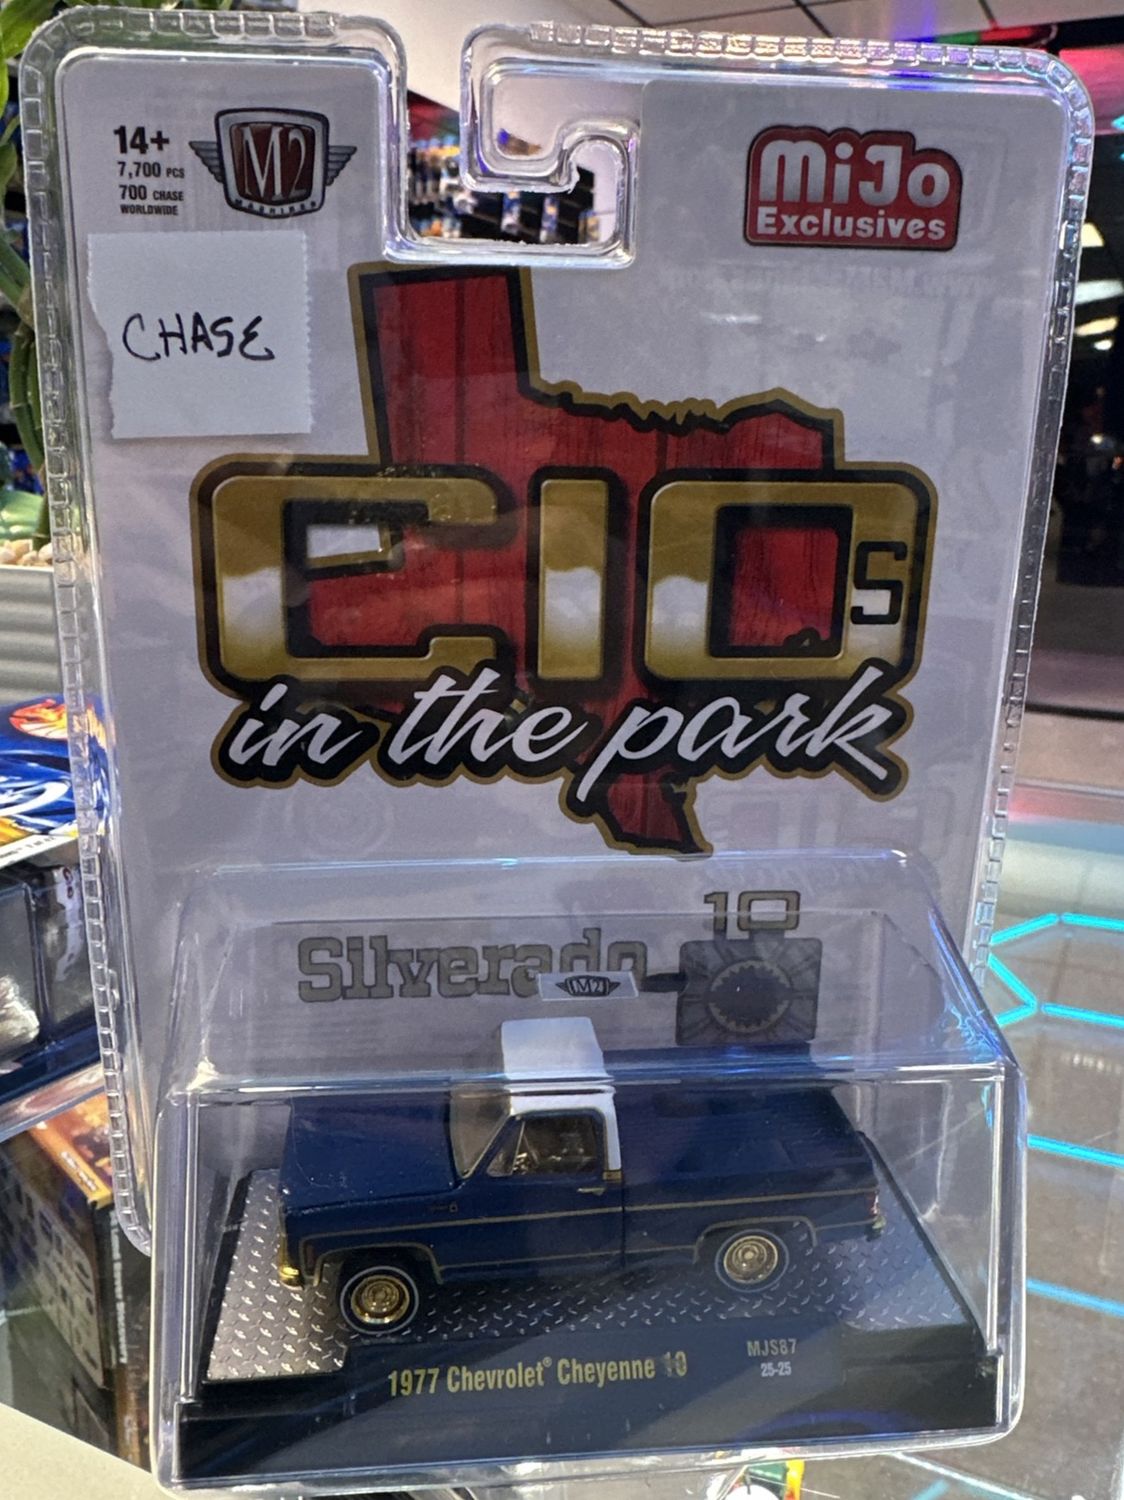 14+
7,700 PCS
700 CHASE
WORLDWIDE
M2
MACHINES
MiJo
Exclusives
CHASE
C10s
in the park
10
Silverado
M2
1977 Chevrolet® Cheyenne 10
MJS87
25-25